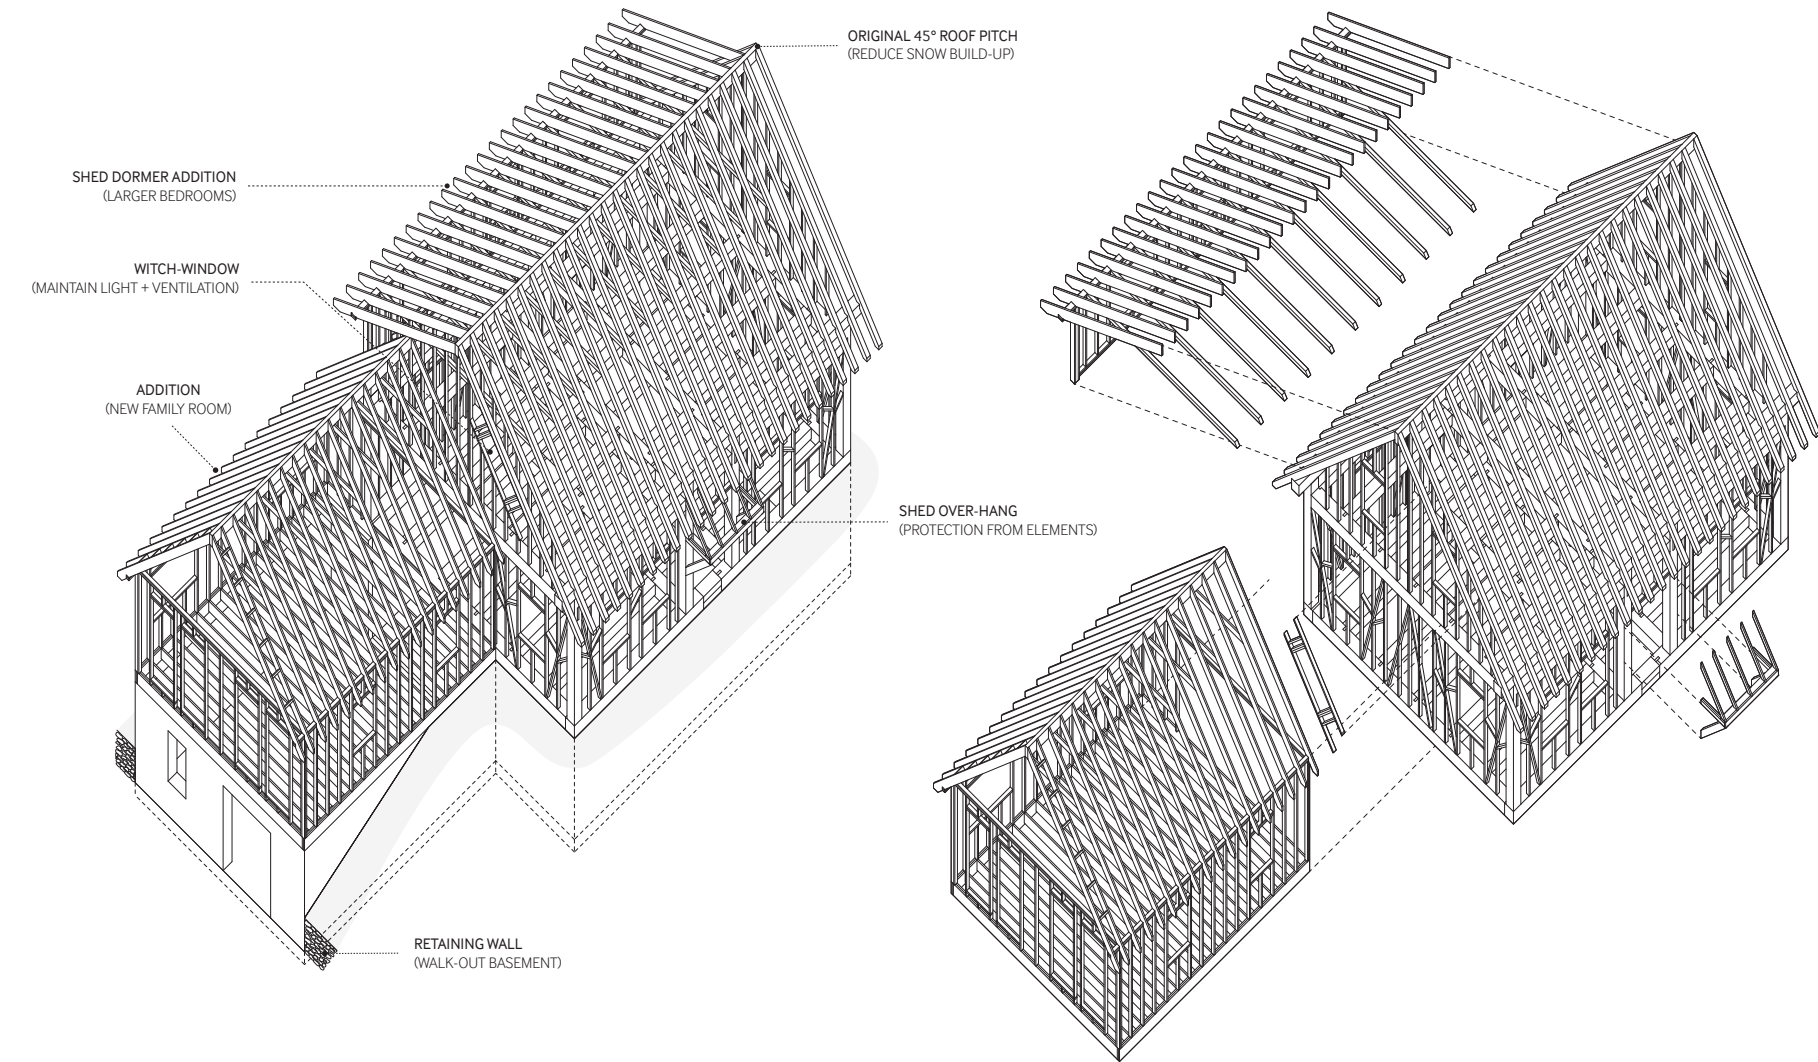 ORIGINAL 45° ROOF PITCH
(REDUCE SNOW BUILD-UP)
SHED DORMER ADDITION
(LARGER BEDROOMS)
WITCH-WINDOW
(MAINTAIN LIGHT + VENTILATION)
ADDITION
(NEW FAMILY ROOM)
SHED OVER-HANG
(PROTECTION FROM ELEMENTS)
RETAINING WALL
(WALK-OUT BASEMENT)